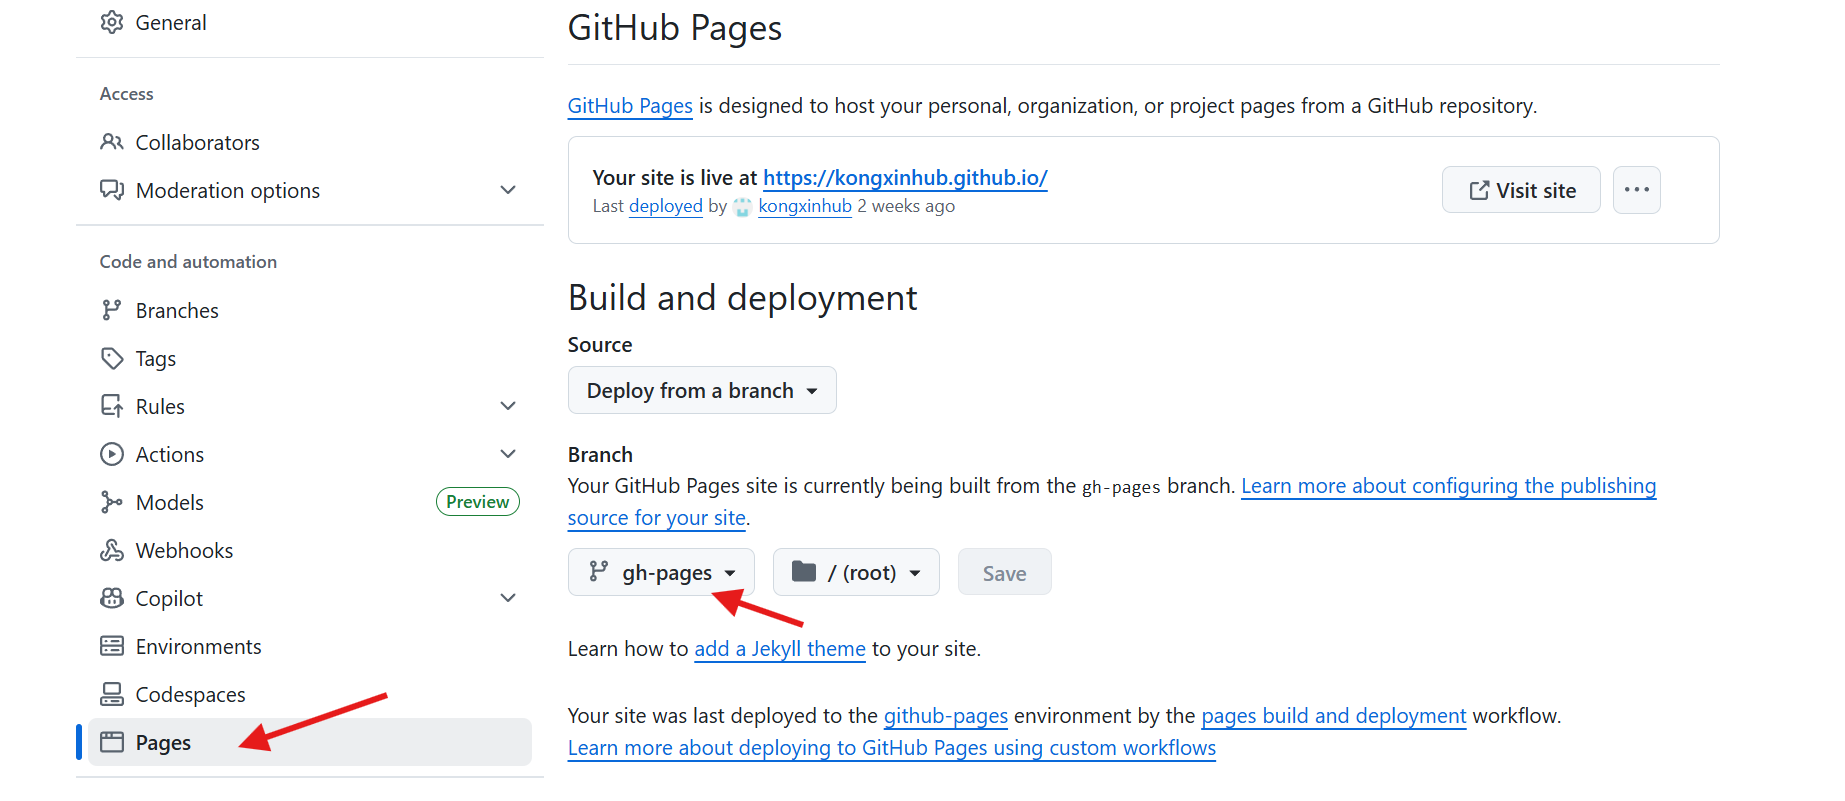 General
Access
Collaborators
Moderation options
Code and automation
Branches
Tags
Rules
Actions
Models Preview
Webhooks
Copilot
Environments
Codespaces
Pages
GitHub Pages
GitHub Pages is designed to host your personal, organization, or project pages from a GitHub repository.
Your site is live at https://kongxinhub.github.io/
Last deployed by kongxinhub 2 weeks ago
Visit site
Build and deployment
Source
Deploy from a branch
Branch
Your GitHub Pages site is currently being built from the gh-pages branch. Learn more about configuring the publishing
source for your site.
gh-pages / (root) Save
Learn how to add a Jekyll theme to your site.
Your site was last deployed to the github-pages environment by the pages build and deployment workflow.
Learn more about deploying to GitHub Pages using custom workflows